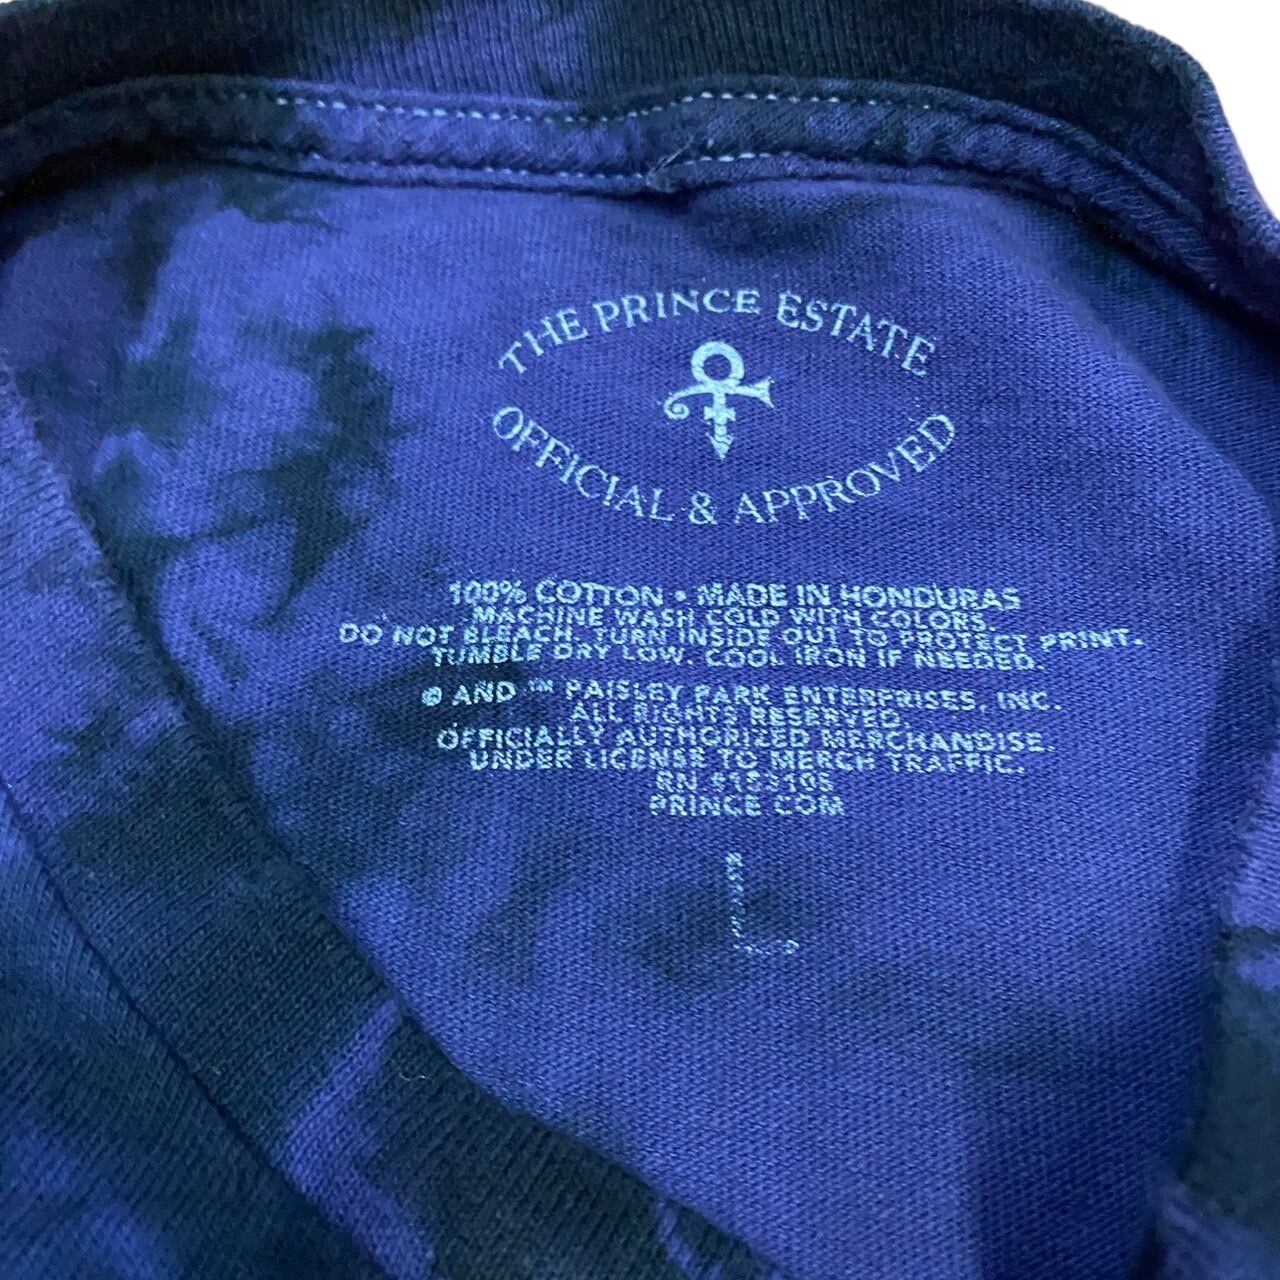 THE PRINCE ESTATE
OFFICIAL & APPROVED
100% COTTON • MADE IN HONDURAS
MACHINE WASH COLD WITH COLORS.
DO NOT BLEACH. TURN INSIDE OUT TO PROTECT PRINT.
TUMBLE DRY LOW. COOL IRON IF NEEDED.
© AND ™ PAISLEY PARK ENTERPRISES, INC.
ALL RIGHTS RESERVED.
OFFICIALLY AUTHORIZED MERCHANDISE.
UNDER LICENSE TO MERCH TRAFFIC.
RN
PRINCE.COM
L